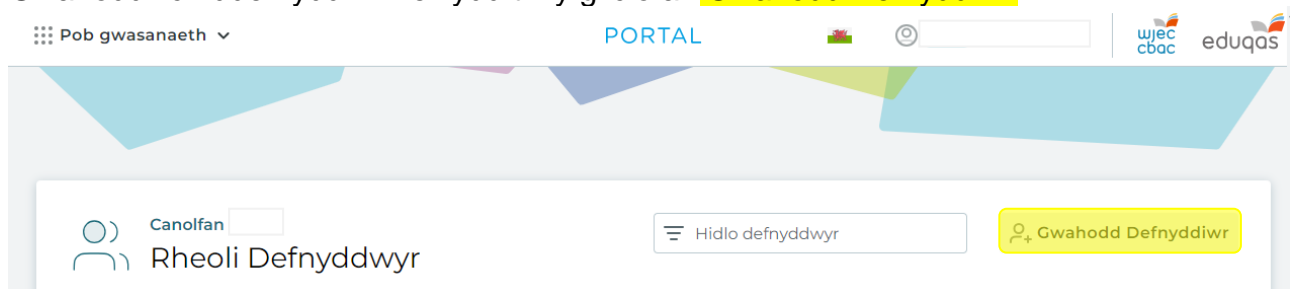 Pob gwasanaeth
PORTAL
wjec
cbac
eduqas
Canolfan
Rheoli Defnyddwyr
Hidlo defnyddwyr
Gwahodd Defnyddiwr